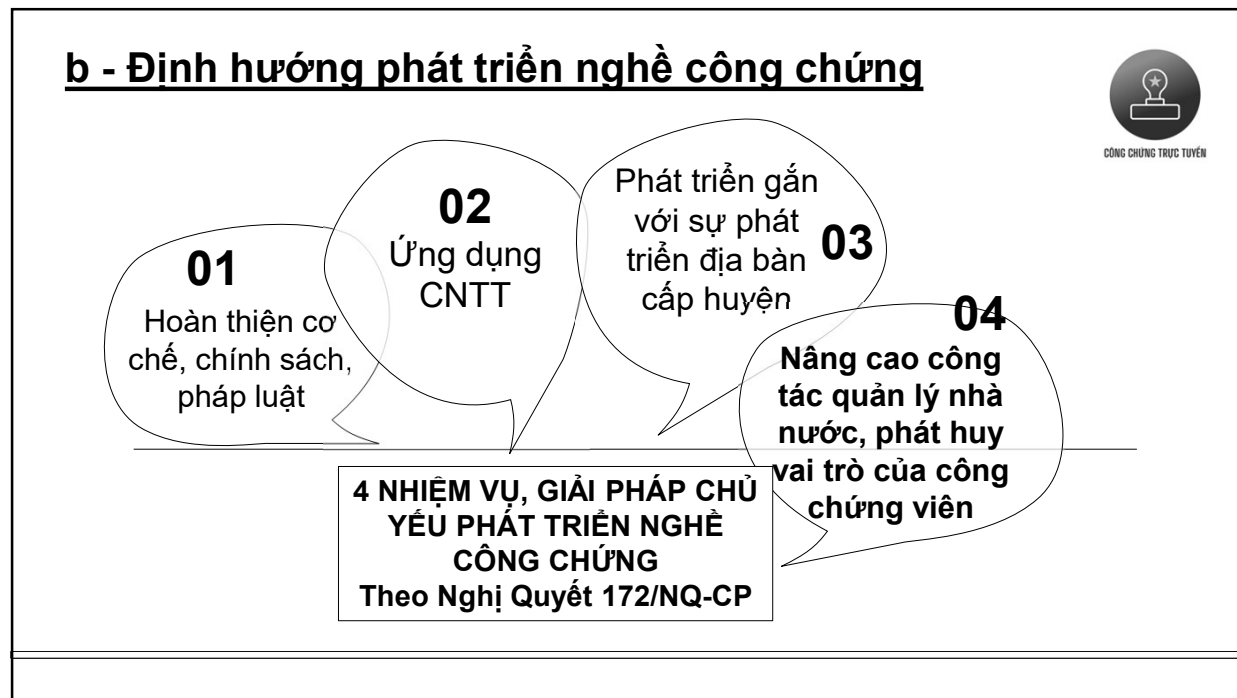 b - Định hướng phát triển nghề công chứng
CÔNG CHỨNG TRỰC TUYẾN
01
Hoàn thiện cơ
chế, chính sách,
pháp luật
02
Ứng dụng
CNTT
Phát triển gắn
với sự phát
triển địa bàn
cấp huyện
03
04
Nâng cao công
tác quản lý nhà
nước, phát huy
vai trò của công
chứng viên
4 NHIỆM VỤ, GIẢI PHÁP CHỦ
YẾU PHÁT TRIỂN NGHỀ
CÔNG CHỨNG
Theo Nghị Quyết 172/NQ-CP